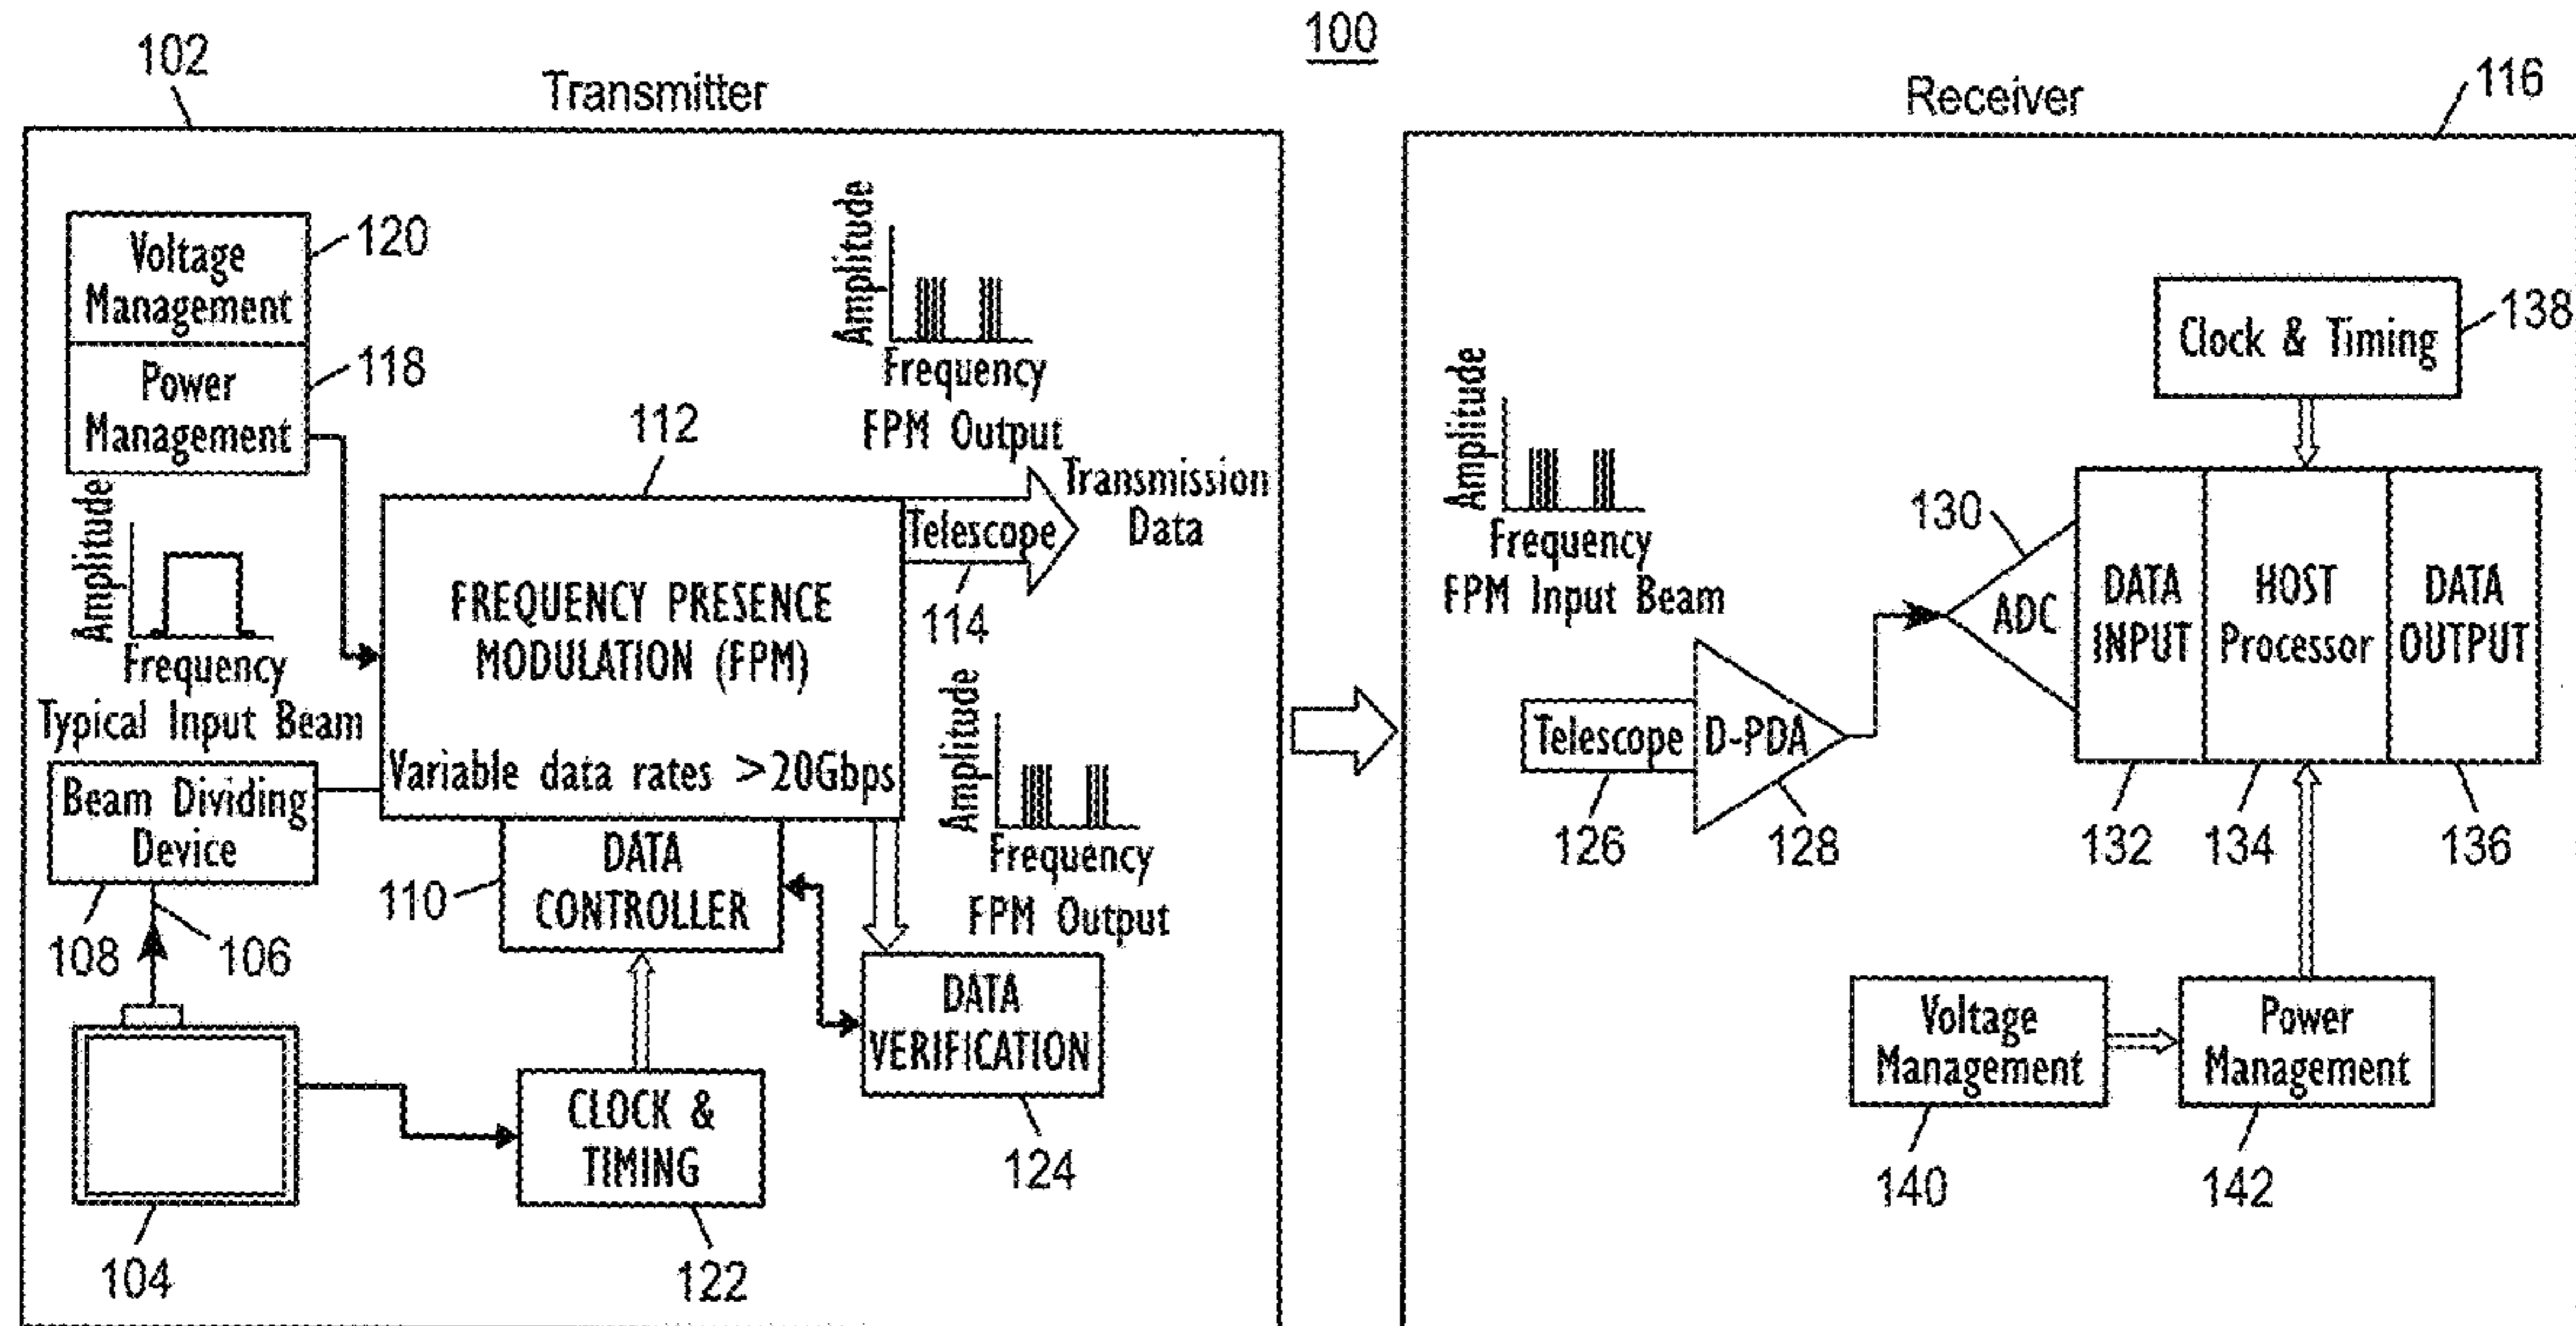 100
102
Transmitter
Receiver
116
Voltage
Management
120
Power
Management
118
Amplitude
Frequency
FPM Output
Transmission
Data
112
Amplitude
Frequency
Typical Input Beam
FREQUENCY PRESENCE
MODULATION (FPM)
Variable data rates >20Gbps
Telescope
114
Beam Dividing
Device
108
106
110
DATA
CONTROLLER
Amplitude
Frequency
FPM Output
DATA
VERIFICATION
124
CLOCK &
TIMING
122
104
Amplitude
Frequency
FPM Input Beam
Clock & Timing
138
130
ADC
DATA
INPUT
HOST
Processor
DATA
OUTPUT
Telescope
D-PDA
126
128
132
134
136
Voltage
Management
Power
Management
140
142